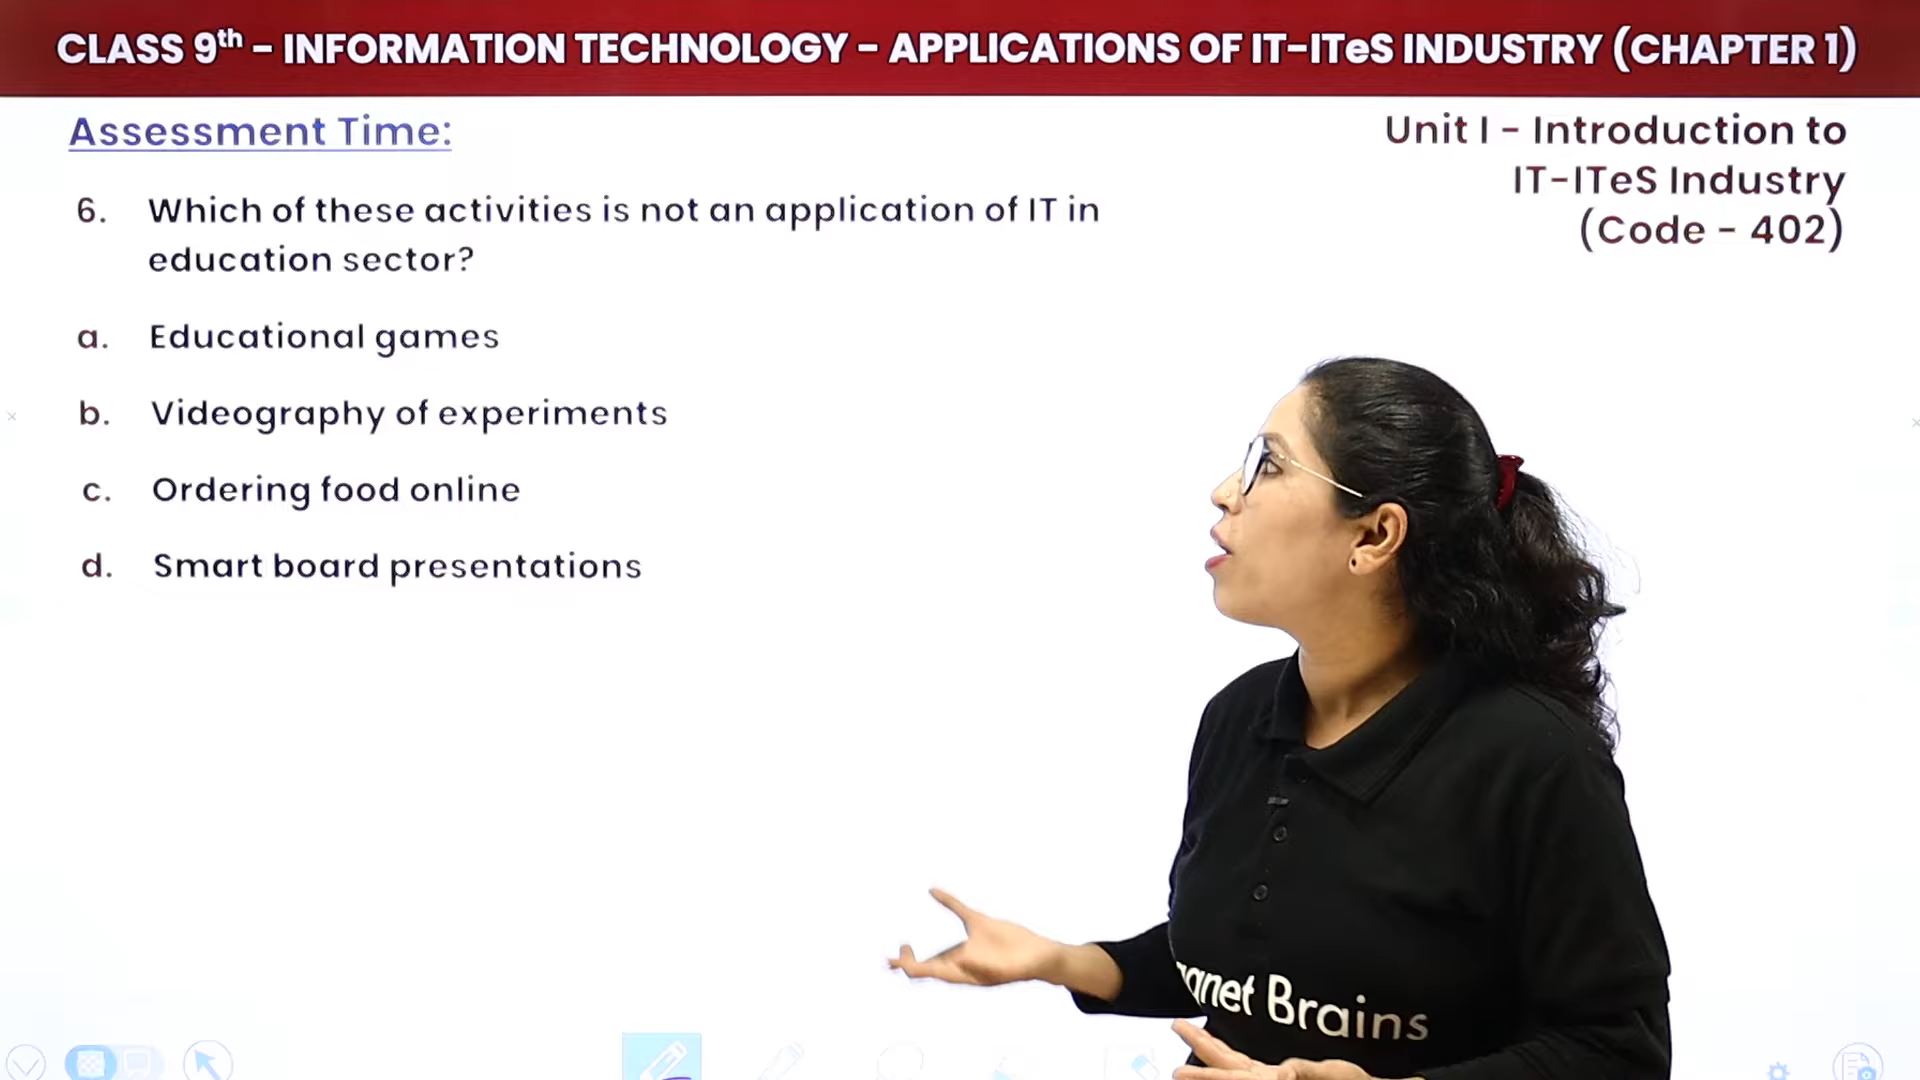 CLASS 9th - INFORMATION TECHNOLOGY - APPLICATIONS OF IT-ITeS INDUSTRY (CHAPTER 1)
Assessment Time:
Unit I - Introduction to
IT-ITeS Industry
(Code - 402)
6. Which of these activities is not an application of IT in
education sector?
a. Educational games
b. Videography of experiments
c. Ordering food online
d. Smart board presentations
Brains